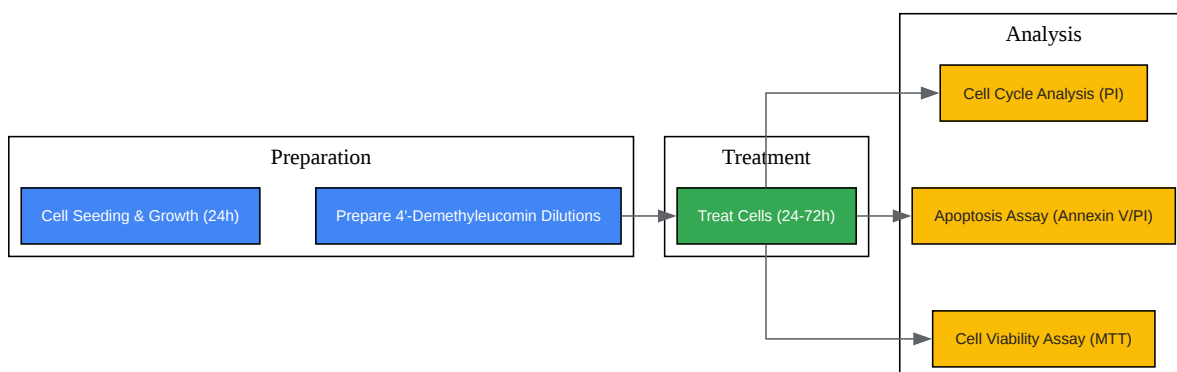 Preparation
Cell Seeding & Growth (24h)
Prepare 4'-Demethyleucomin Dilutions
Treatment
Treat Cells (24-72h)
Analysis
Cell Cycle Analysis (PI)
Apoptosis Assay (Annexin V/PI)
Cell Viability Assay (MTT)